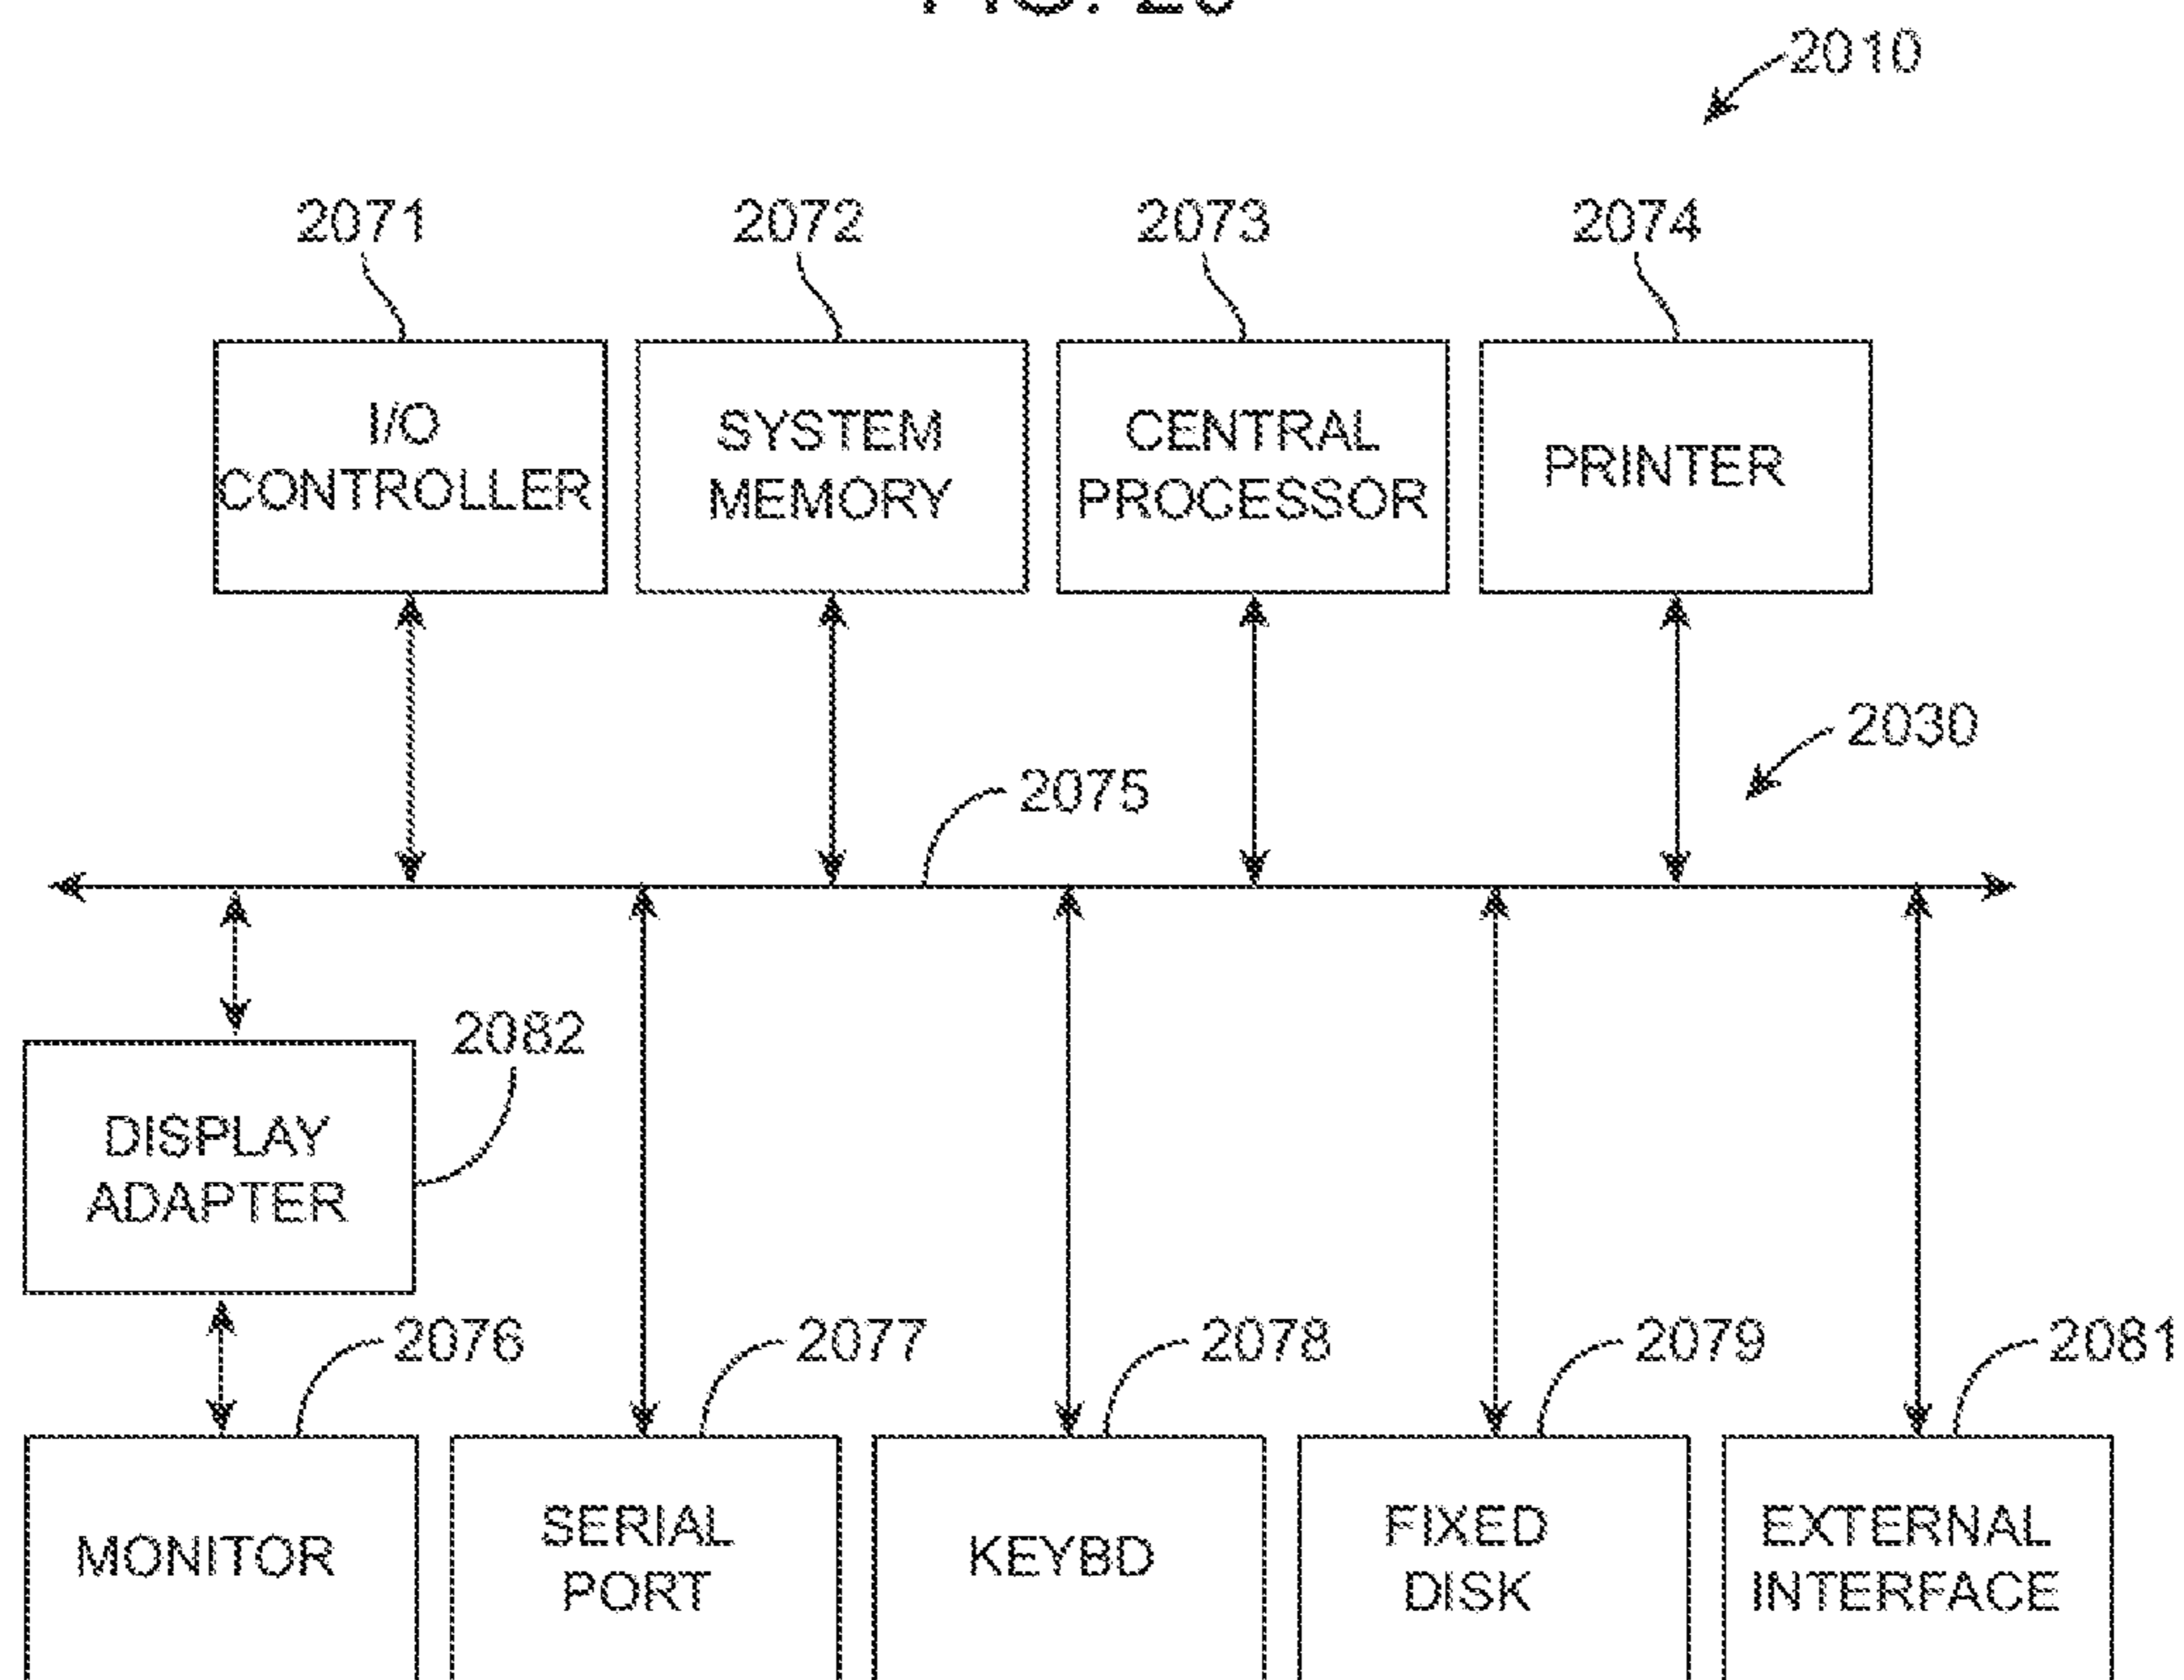 2010
2071
2072
2073
2074
I/O
CONTROLLER
SYSTEM
MEMORY
CENTRAL
PROCESSOR
PRINTER
2030
2075
2082
DISPLAY
ADAPTER
2076
2077
2078
2079
2081
MONITOR
SERIAL
PORT
KEYBD
FIXED
DISK
EXTERNAL
INTERFACE